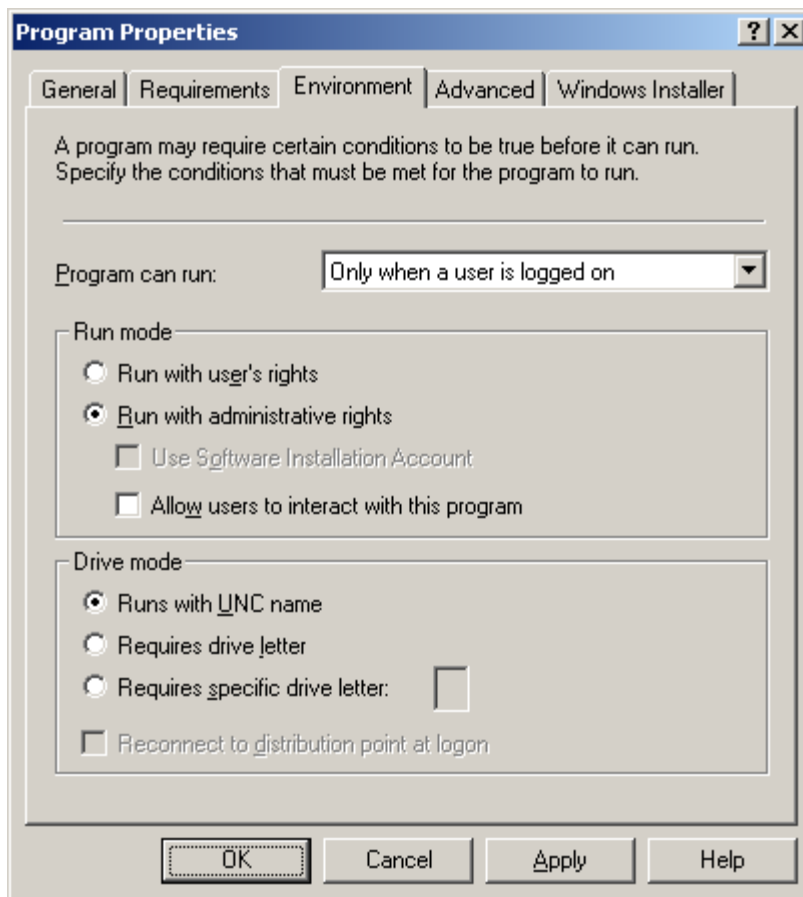 Program Properties
General Requirements Environment Advanced Windows Installer
A program may require certain conditions to be true before it can run.
Specify the conditions that must be met for the program to run.
Program can run: Only when a user is logged on
Run mode
Run with user's rights
Run with administrative rights
Use Software Installation Account
Allow users to interact with this program
Drive mode
Runs with UNC name
Requires drive letter
Requires specific drive letter:
Reconnect to distribution point at logon
OK Cancel Apply Help